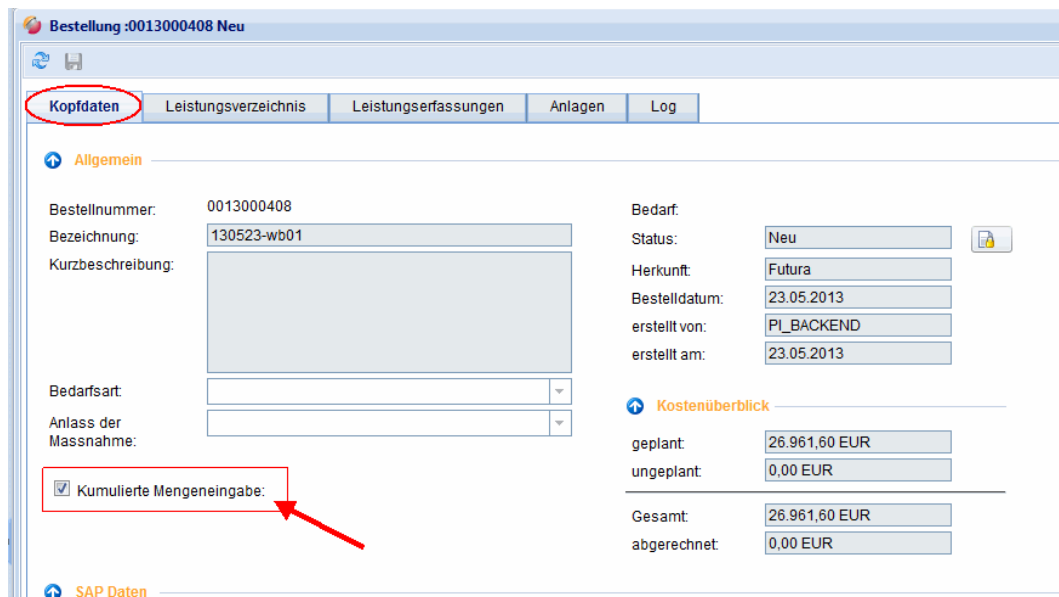 Bestellung :0013000408 Neu
Kopfdaten Leistungsverzeichnis Leistungserfassungen Anlagen Log
Allgemein
Bestellnummer: 0013000408
Bezeichnung: 130523-wb01
Kurzbeschreibung:
Bedarfsart:
Anlass der
Massnahme:
Kumulierte Mengeneingabe:
Bedarf:
Status: Neu
Herkunft: Futura
Bestelldatum: 23.05.2013
erstellt von: PI_BACKEND
erstellt am: 23.05.2013
Kostenüberblick
geplant: 26.961,60 EUR
ungeplant: 0,00 EUR
Gesamt: 26.961,60 EUR
abgerechnet: 0,00 EUR
SAP Daten